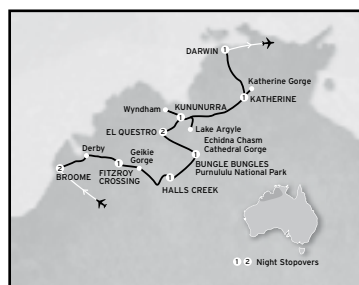 DARWIN
1
Katherine Gorge
1
KATHERINE
Wyndham
KUNUNURRA
1
Lake Argyle
EL QUESTRO
2
Echidna Chasm
Cathedral Gorge
1
BUNGLE BUNGLES
Purnululu National Park
Derby
Geikie
Gorge
2
BROOME
1
FITZROY
CROSSING
1
HALLS CREEK
1 2 Night Stopovers